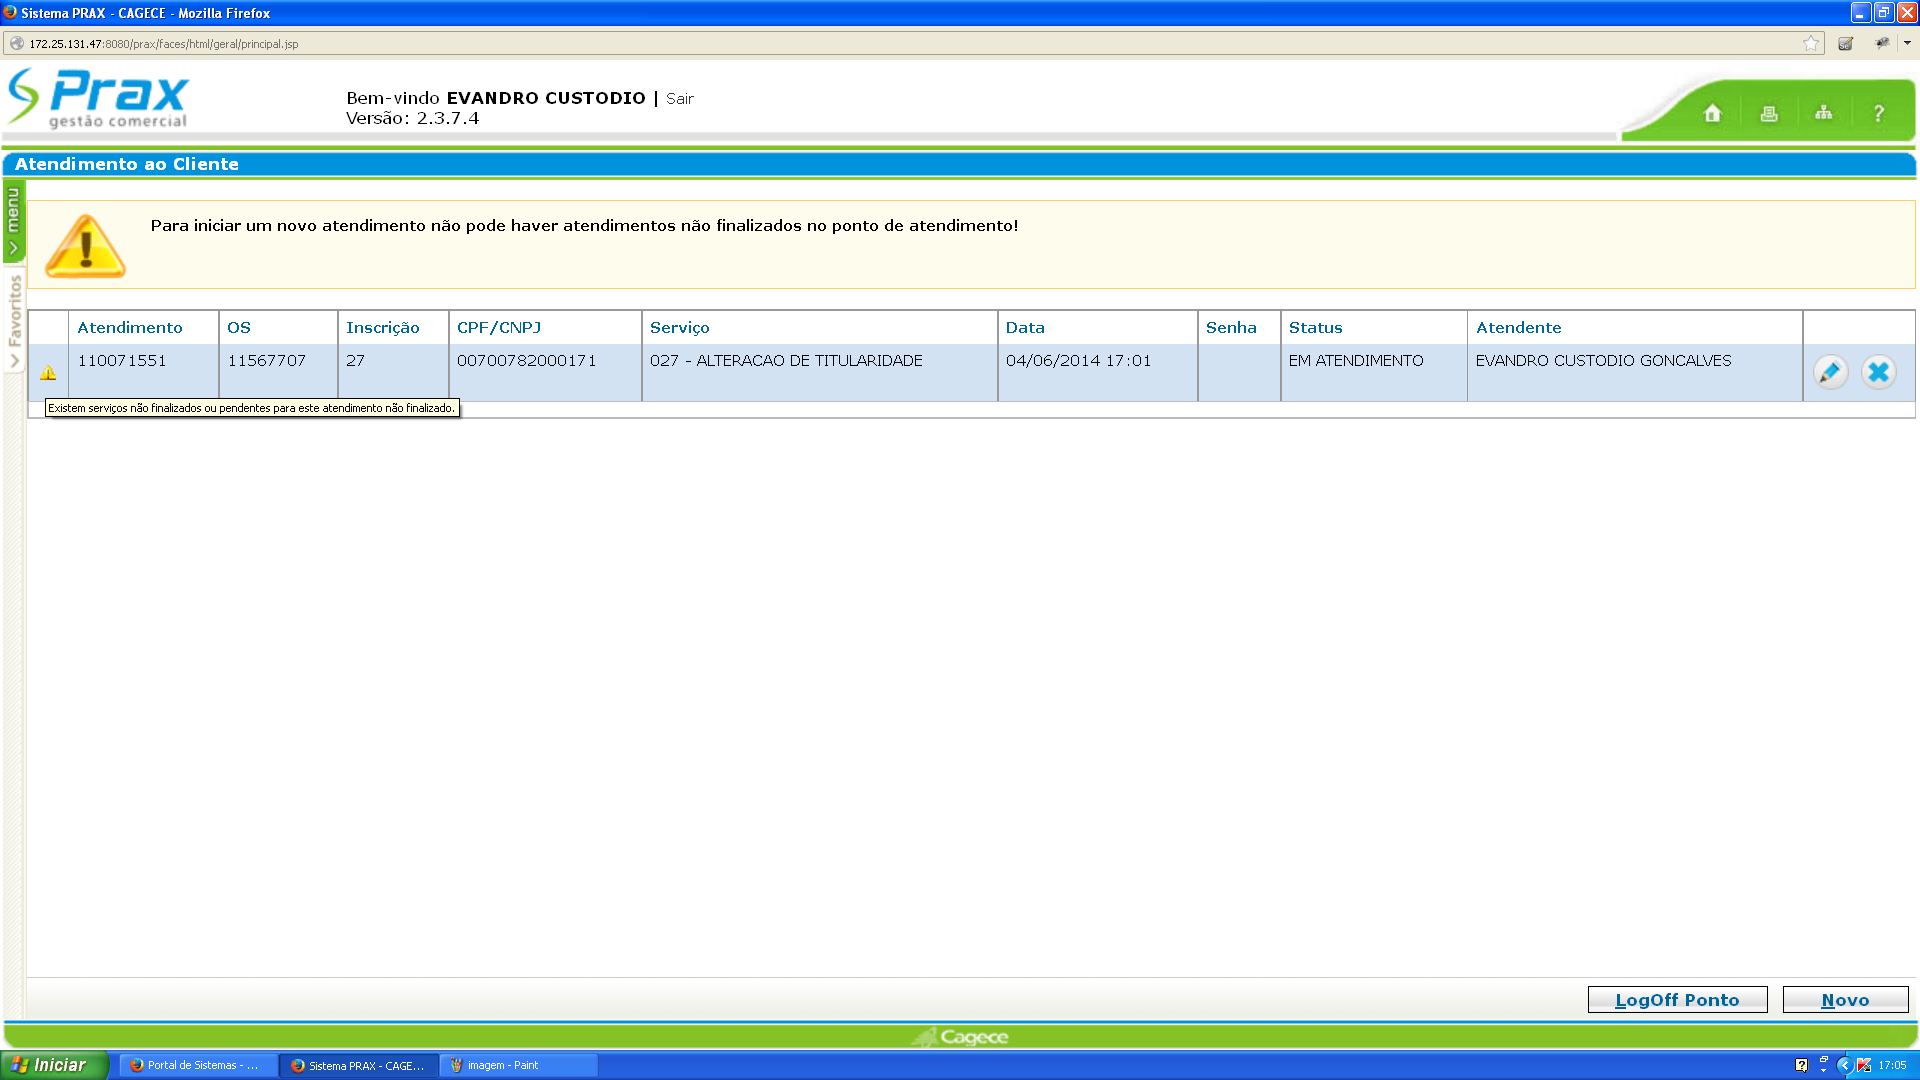 Sistema PRAX - CAGECE - Mozilla Firefox
172.25.131.47:8080/prax/faces/html/geral/principal.jsp
Prax
gestão comercial
Bem-vindo EVANDRO CUSTODIO | Sair
Versão: 2.3.7.4
?
Atendimento ao Cliente
menu
Favoritos
Para iniciar um novo atendimento não pode haver atendimentos não finalizados no ponto de atendimento!
Atendimento OS Inscrição CPF/CNPJ Serviço Data Senha Status Atendente
110071551 11567707 27 00700782000171 027 - ALTERACAO DE TITULARIDADE 04/06/2014 17:01 EM ATENDIMENTO EVANDRO CUSTODIO GONCALVES
Existem serviços não finalizados ou pendentes para este atendimento não finalizado.
LogOff Ponto Novo
Cagece
Iniciar Portal de Sistemas - ... Sistema PRAX - CAGE... imagem - Paint 17:05